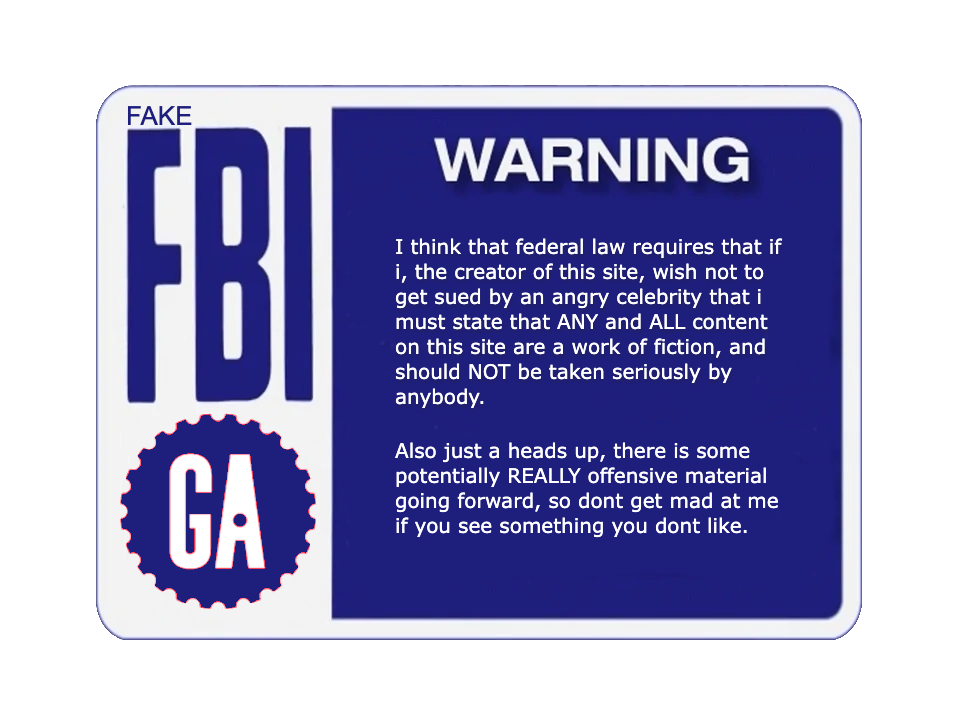 FAKE
FBI
GA
WARNING
I think that federal law requires that if
i, the creator of this site, wish not to
get sued by an angry celebrity that i
must state that ANY and ALL content
on this site are a work of fiction, and
should NOT be taken seriously by
anybody.
Also just a heads up, there is some
potentially REALLY offensive material
going forward, so dont get mad at me
if you see something you dont like.